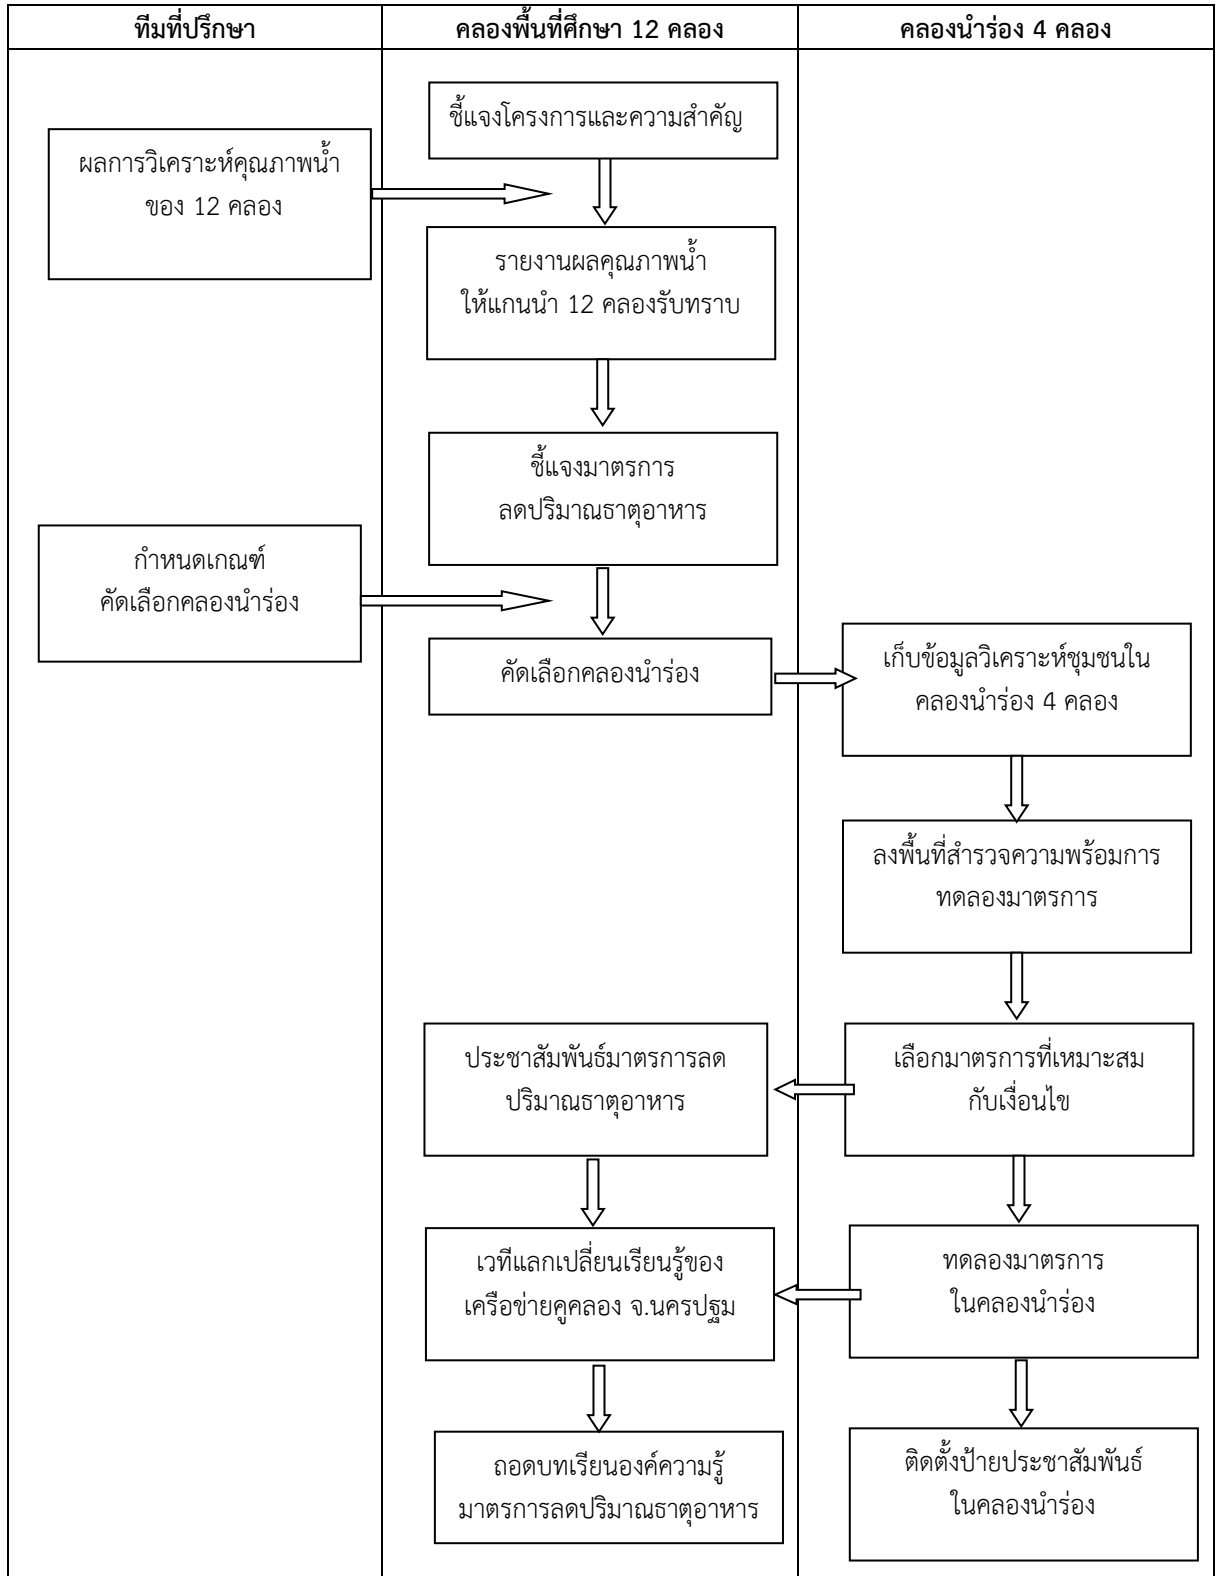 ทีมที่ปรึกษา
คลองพื้นที่ศึกษา 12 คลอง
คลองนำร่อง 4 คลอง
ชี้แจงโครงการและความสำคัญ
ผลการวิเคราะห์คุณภาพน้ำ
ของ 12 คลอง
รายงานผลคุณภาพน้ำ
ให้แกนนำ 12 คลองรับทราบ
ชี้แจงมาตรการ
ลดปริมาณธาตุอาหาร
กำหนดเกณฑ์
คัดเลือกคลองนำร่อง
คัดเลือกคลองนำร่อง
เก็บข้อมูลวิเคราะห์ชุมชนใน
คลองนำร่อง 4 คลอง
ลงพื้นที่สำรวจความพร้อมการ
ทดลองมาตรการ
เลือกมาตรการที่เหมาะสม
กับเงื่อนไข
ประชาสัมพันธ์มาตรการลด
ปริมาณธาตุอาหาร
ทดลองมาตรการ
ในคลองนำร่อง
เวทีแลกเปลี่ยนเรียนรู้ของ
เครือข่ายคูคลอง จ.นครปฐม
ถอดบทเรียนองค์ความรู้
มาตรการลดปริมาณธาตุอาหาร
ติดตั้งป้ายประชาสัมพันธ์
ในคลองนำร่อง